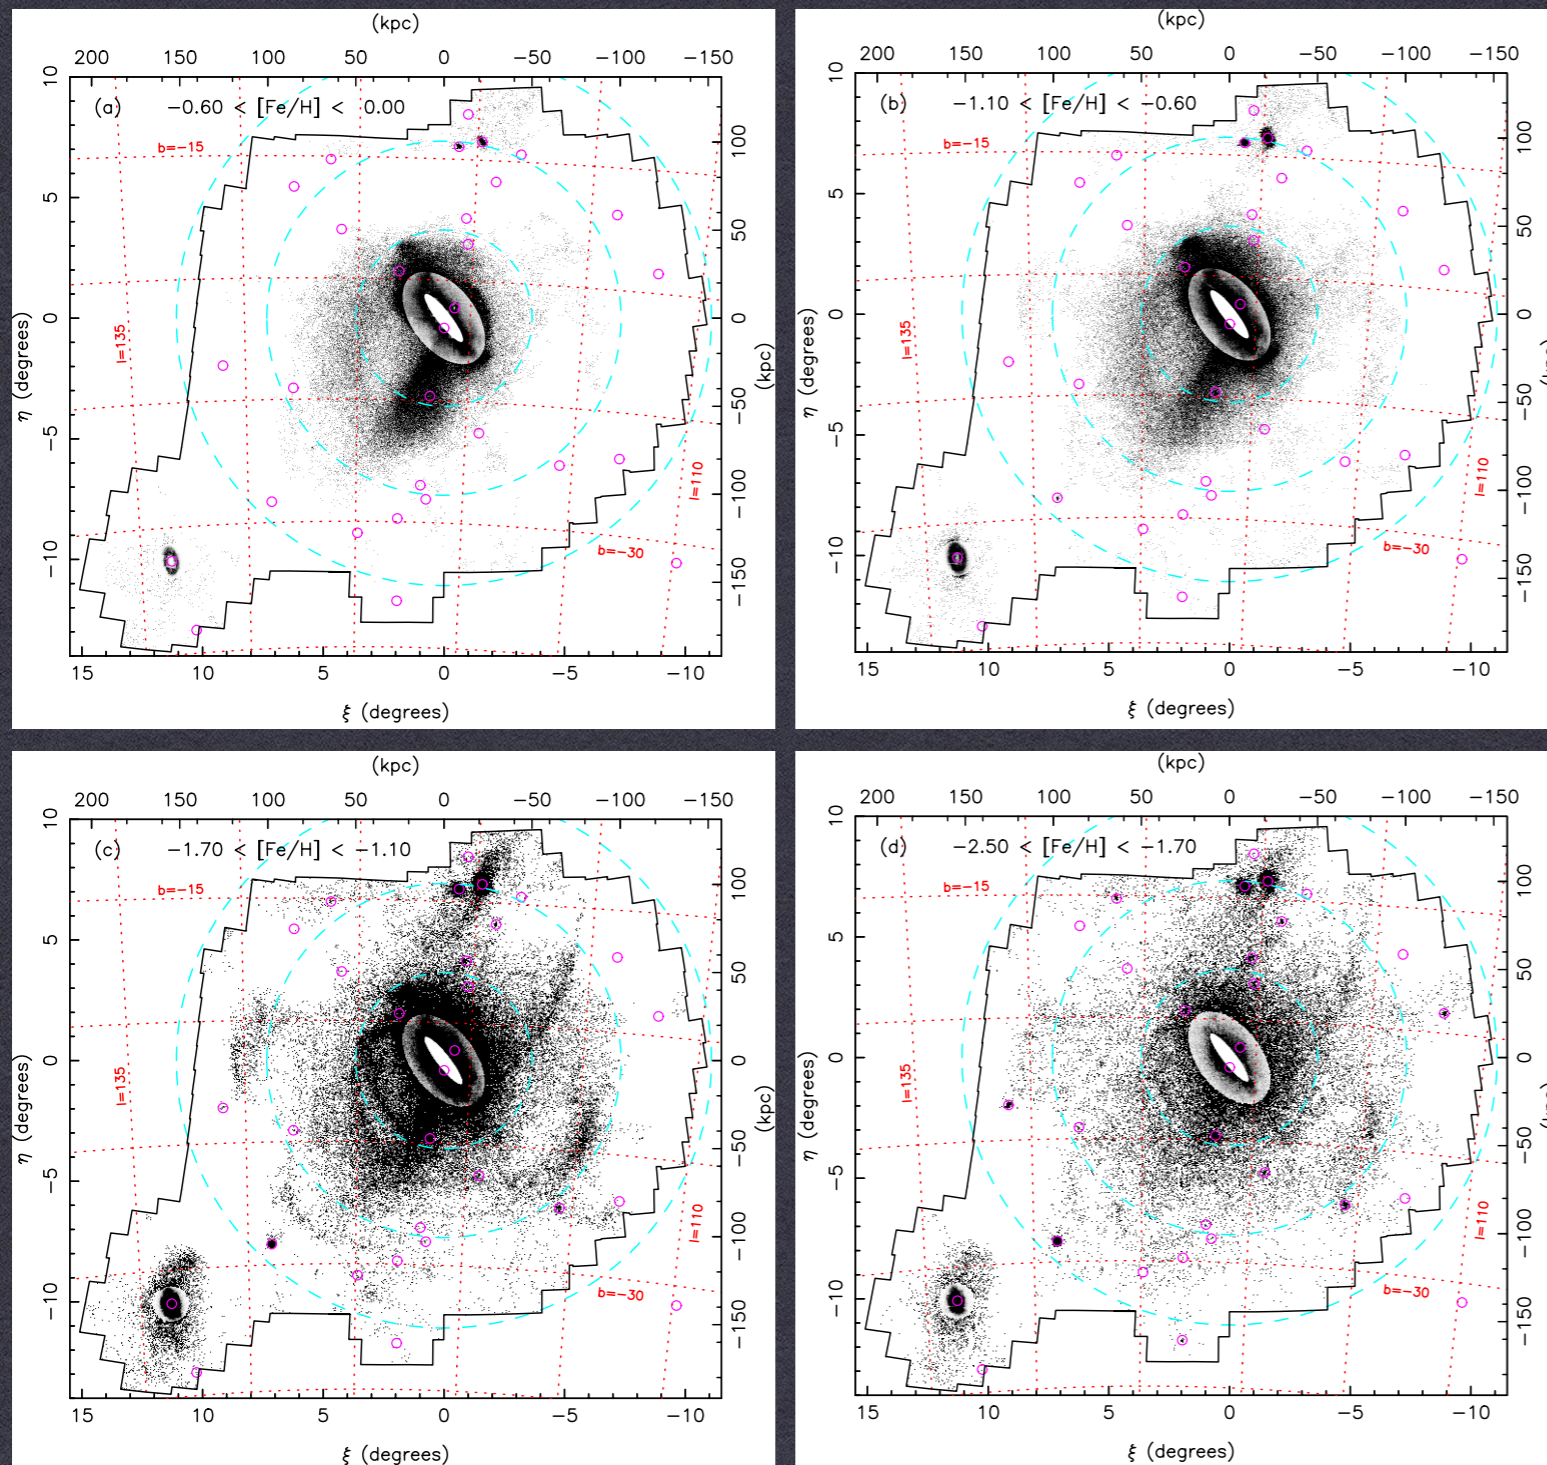 (kpc)
200 150 100 50 0 −50 −100 −150
(a) −0.60 < [Fe/H] < 0.00
b=−15
l=135
l=110
b=−30
10 5 0 −5 −10
η (degrees)
100 50 0 −50 −100 −150
(kpc)
15 10 5 0 −5 −10
ξ (degrees)
(kpc)
200 150 100 50 0 −50 −100 −150
(b) −1.10 < [Fe/H] < −0.60
b=−15
l=135
l=110
b=−30
10 5 0 −5 −10
η (degrees)
100 50 0 −50 −100 −150
15 10 5 0 −5 −10
ξ (degrees)
(kpc)
200 150 100 50 0 −50 −100 −150
(c) −1.70 < [Fe/H] < −1.10
b=−15
l=135
l=110
b=−30
10 5 0 −5 −10
η (degrees)
100 50 0 −50 −100 −150
(kpc)
15 10 5 0 −5 −10
ξ (degrees)
(kpc)
200 150 100 50 0 −50 −100 −150
(d) −2.50 < [Fe/H] < −1.70
b=−15
l=135
l=110
b=−30
10 5 0 −5 −10
η (degrees)
100 50 0 −50 −100 −150
15 10 5 0 −5 −10
ξ (degrees)